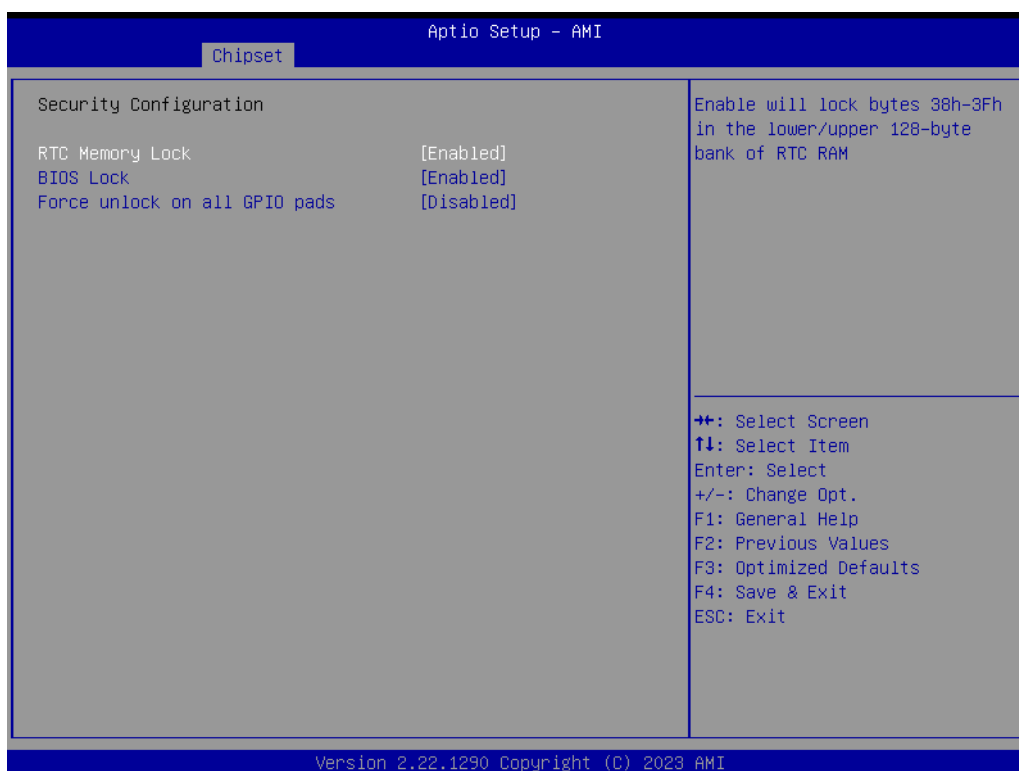 Aptio Setup - AMI
Chipset
Security Configuration
RTC Memory Lock [Enabled]
BIOS Lock [Enabled]
Force unlock on all GPIO pads [Disabled]
Enable will lock bytes 38h-3Fh
in the lower/upper 128-byte
bank of RTC RAM
→←: Select Screen
↑↓: Select Item
Enter: Select
+/-: Change Opt.
F1: General Help
F2: Previous Values
F3: Optimized Defaults
F4: Save & Exit
ESC: Exit
Version 2.22.1290 Copyright (C) 2023 AMI